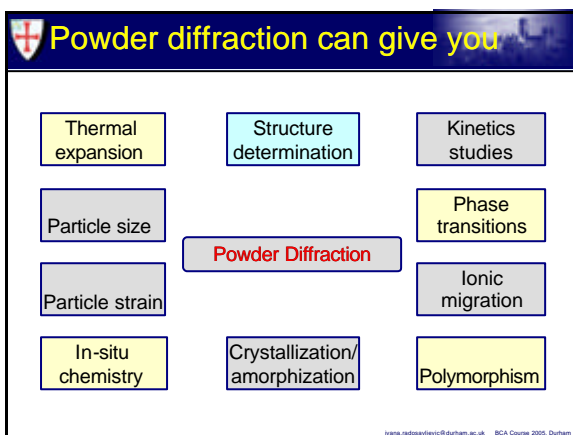 Powder diffraction can give you
Thermal
expansion
Structure
determination
Kinetics
studies
Particle size
Phase
transitions
Powder Diffraction
Particle strain
Ionic
migration
In-situ
chemistry
Crystallization/
amorphization
Polymorphism
ivana.radosavljevic@durham.ac.uk BCA Course 2005, Durham